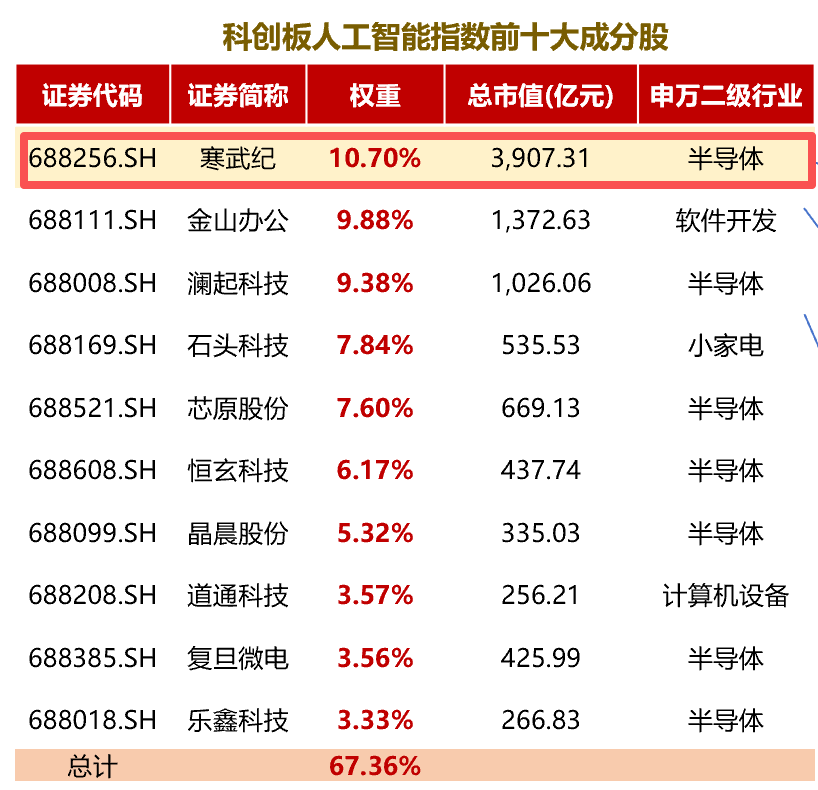 科创板人工智能指数前十大成分股
证券代码 证券简称 权重 总市值(亿元) 申万二级行业
688256.SH 寒武纪 10.70% 3,907.31 半导体
688111.SH 金山办公 9.88% 1,372.63 软件开发
688008.SH 澜起科技 9.38% 1,026.06 半导体
688169.SH 石头科技 7.84% 535.53 小家电
688521.SH 芯原股份 7.60% 669.13 半导体
688608.SH 恒玄科技 6.17% 437.74 半导体
688099.SH 晶晨股份 5.32% 335.03 半导体
688208.SH 道通科技 3.57% 256.21 计算机设备
688385.SH 复旦微电 3.56% 425.99 半导体
688018.SH 乐鑫科技 3.33% 266.83 半导体
总计 67.36%